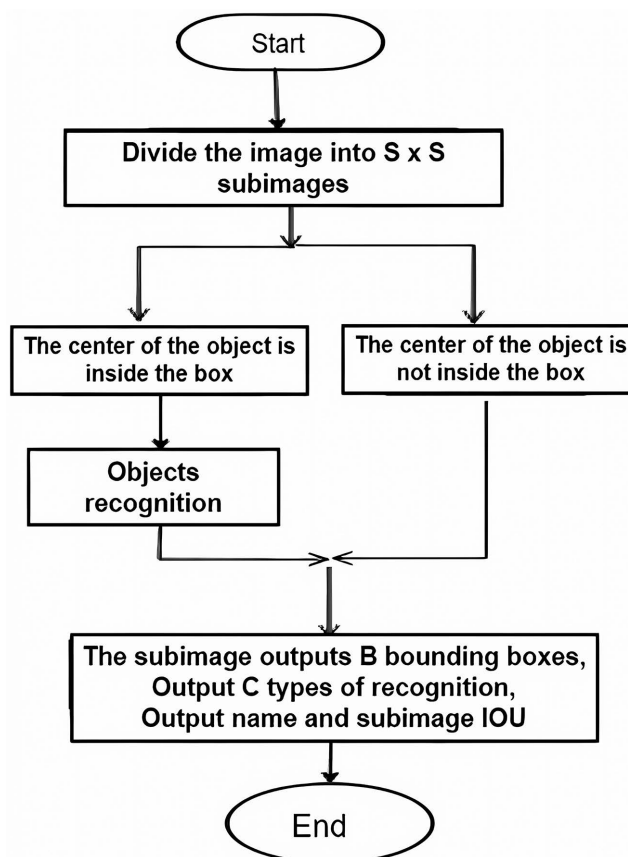 Start
Divide the image into S x S
subimages
The center of the object is
inside the box
The center of the object is
not inside the box
Objects
recognition
The subimage outputs B bounding boxes,
Output C types of recognition,
Output name and subimage IOU
End